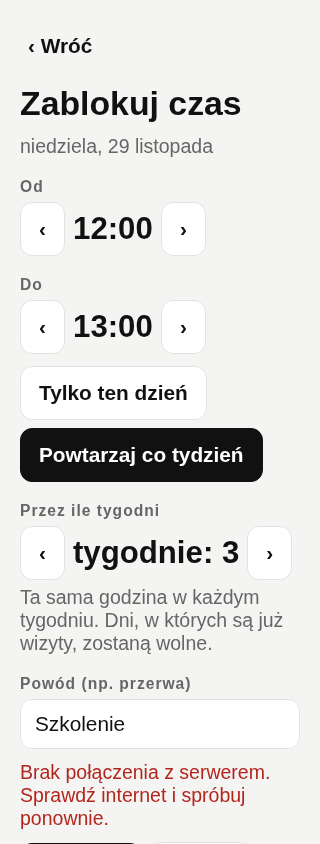 ‹ Wróć
Zablokuj czas
niedziela, 29 listopada
Od
‹ 12:00 ›
Do
‹ 13:00 ›
Tylko ten dzień
Powtarzaj co tydzień
Przez ile tygodni
‹ tygodnie: 3 ›
Ta sama godzina w każdym
tygodniu. Dni, w których są już
wizyty, zostaną wolne.
Powód (np. przerwa)
Szkolenie
Brak połączenia z serwerem.
Sprawdź internet i spróbuj
ponownie.